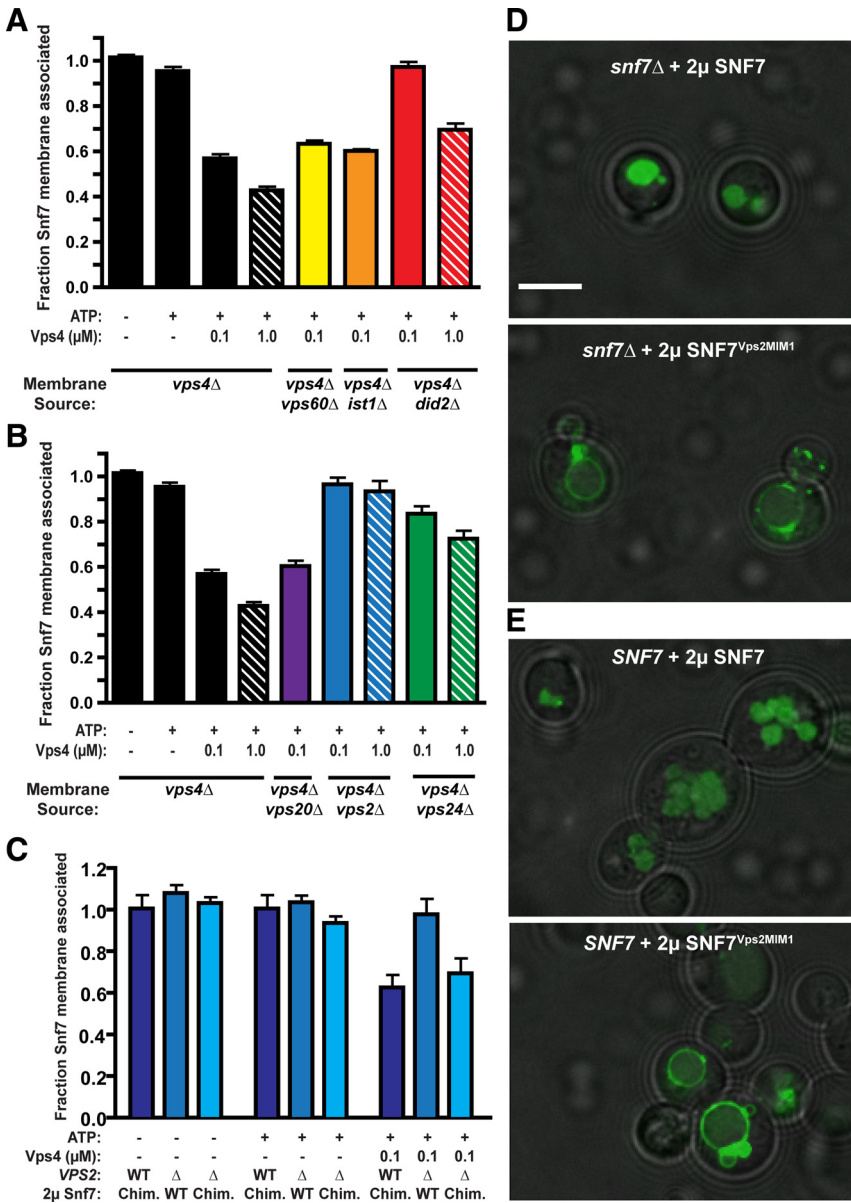 A
Fraction Snf7 membrane associated
1.0
0.8
0.6
0.4
0.2
0.0
ATP: - + + + + + + +
Vps4 (µM): - - 0.1 1.0 0.1 0.1 0.1 1.0
Membrane Source:
vps4Δ
vps4Δ vps60Δ
vps4Δ ist1Δ
vps4Δ did2Δ
B
Fraction Snf7 membrane associated
1.0
0.8
0.6
0.4
0.2
0.0
ATP: - + + + + + + + +
Vps4 (µM): - - 0.1 1.0 0.1 0.1 1.0 0.1 1.0
Membrane Source:
vps4Δ
vps4Δ vps20Δ
vps4Δ vps2Δ
vps4Δ vps24Δ
C
Fraction Snf7 membrane associated
1.2
1.0
0.8
0.6
0.4
1.2
0.0
ATP: - - - + + + + + +
Vps4 (µM): - - - - - - 0.1 0.1 0.1
VPS2: WT Δ Δ WT Δ Δ WT Δ Δ
2µ Snf7: Chim. WT Chim. Chim. WT Chim. Chim. WT Chim.
D
snf7Δ + 2µ SNF7
snf7Δ + 2µ SNF7Vps2MIM1
E
SNF7 + 2µ SNF7
SNF7 + 2µ SNF7Vps2MIM1